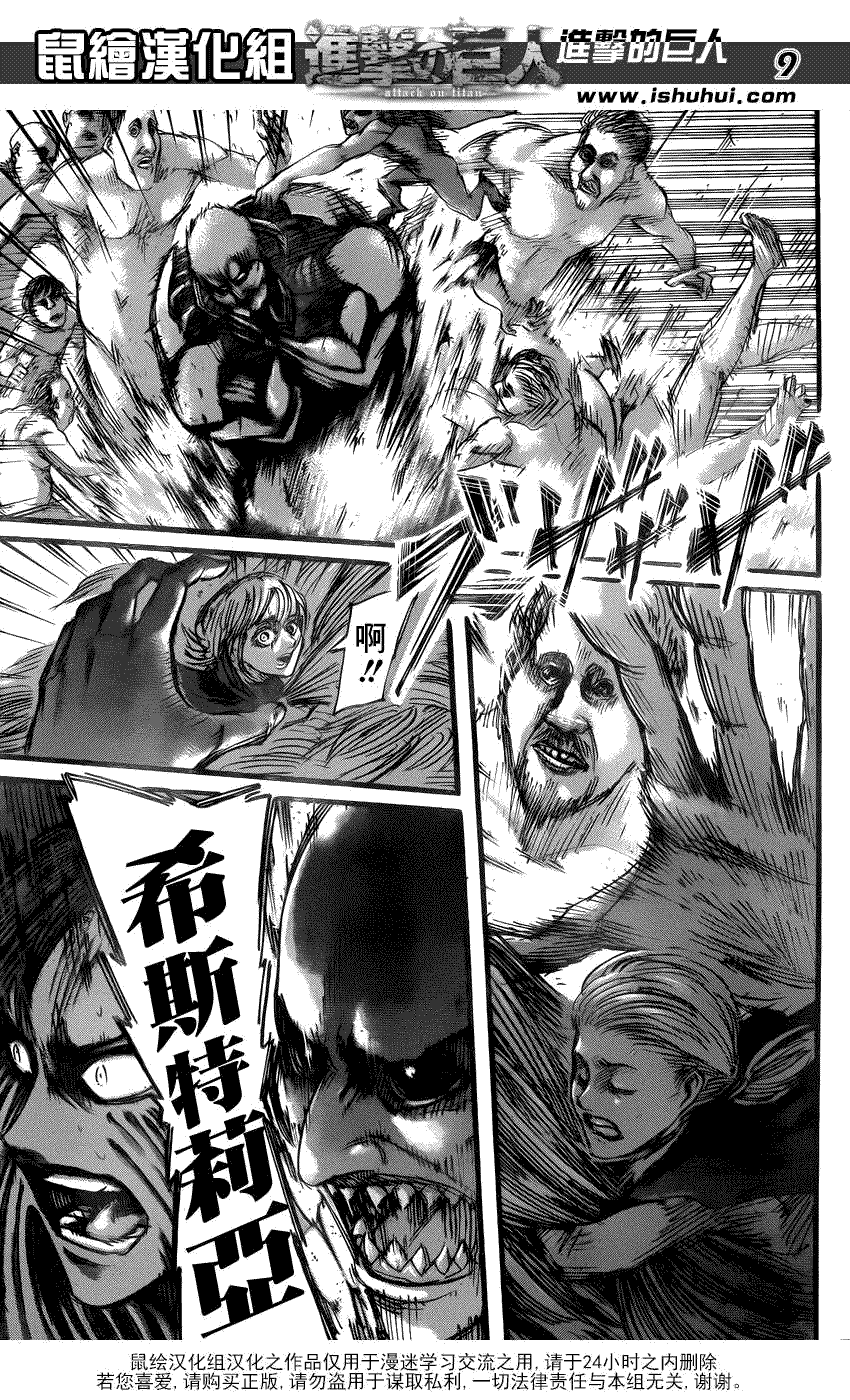 鼠繪漢化組
進撃の巨人
attack on titan
進擊的巨人
9
www.ishuhui.com
啊!!
希斯特莉亞
鼠绘汉化组汉化之作品仅用于漫迷学习交流之用,请于24小时之内删除
若您喜爱,请购买正版,请勿盗用于谋取私利,一切法律责任与本组无关,谢谢。